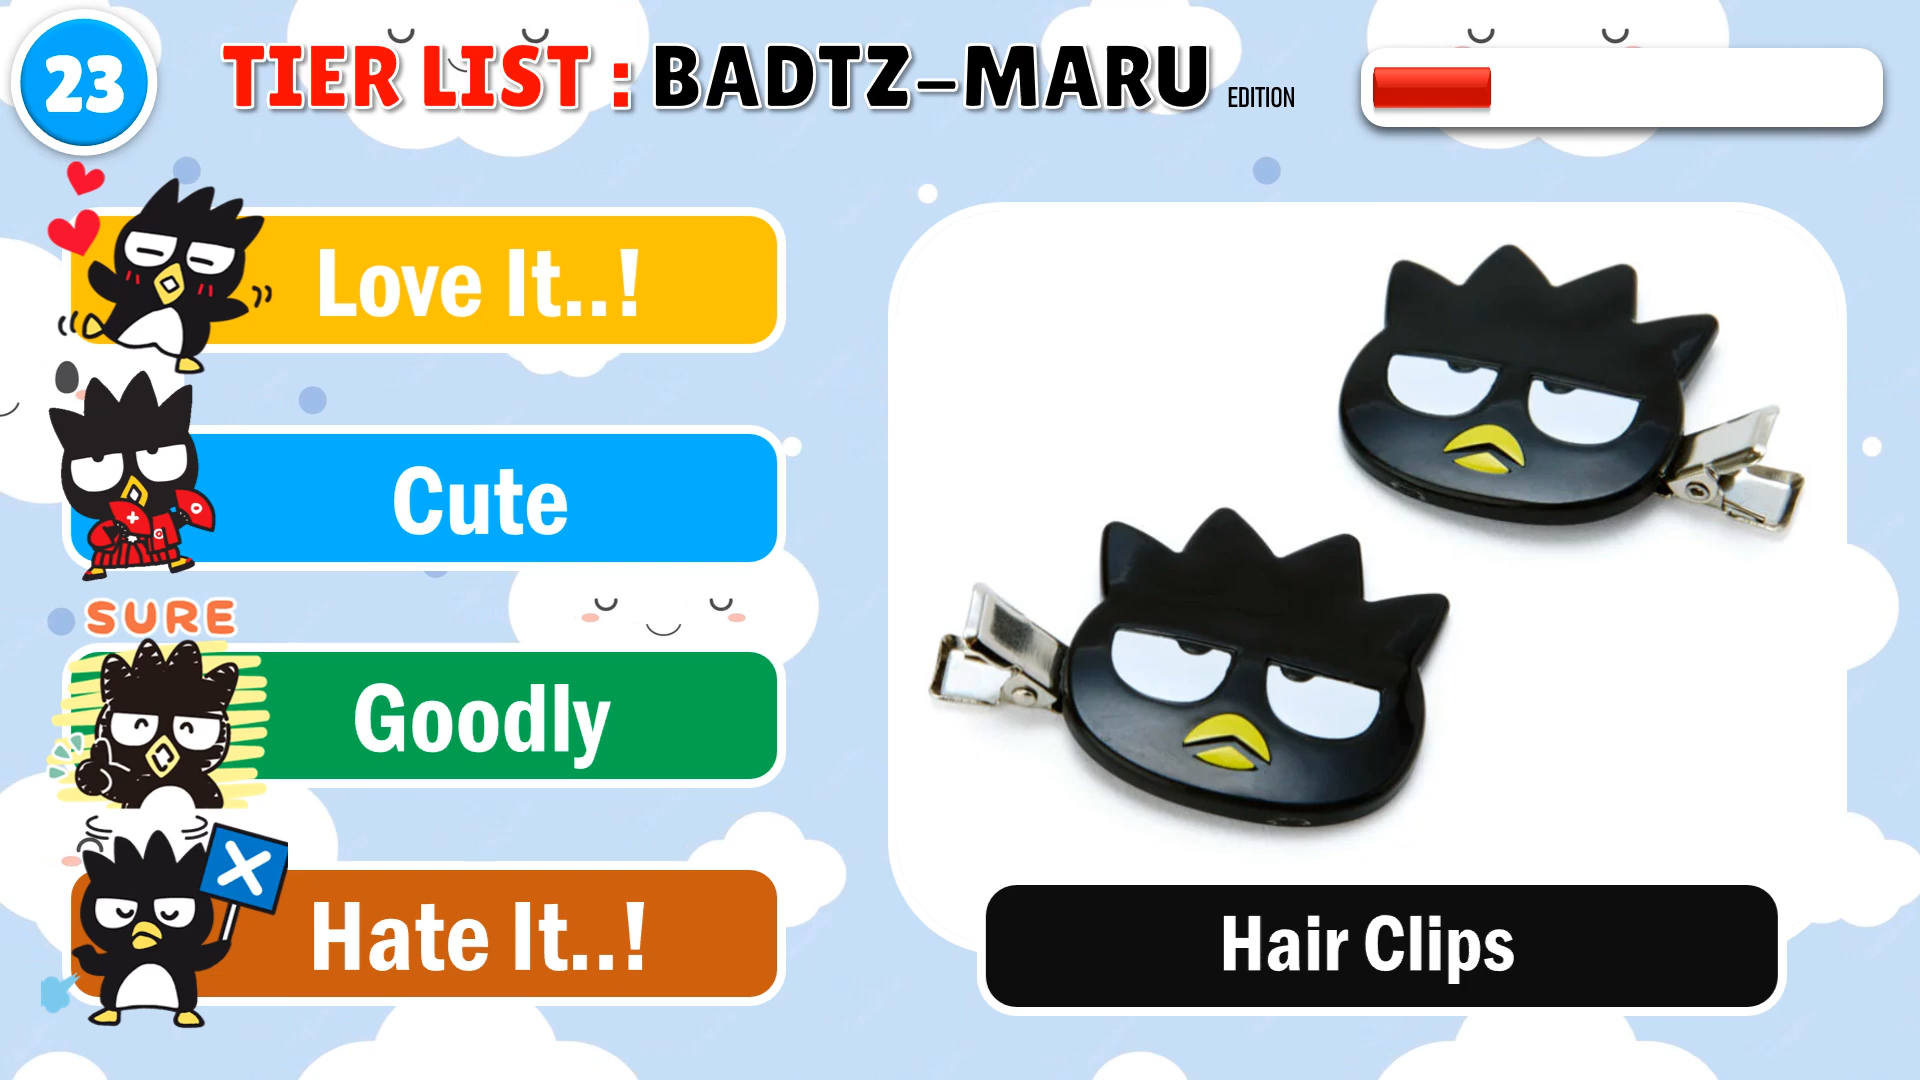 23
TIER LIST : BADTZ-MARU EDITION
Love It..!
Cute
SURE
Goodly
Hate It..!
Hair Clips